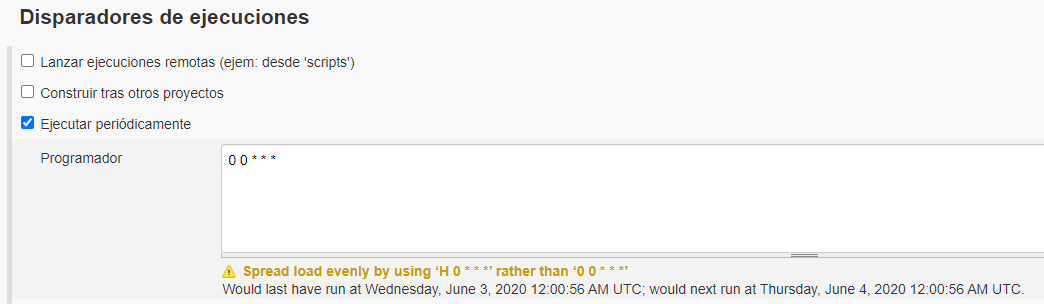 Disparadores de ejecuciones
Lanzar ejecuciones remotas (ejem: desde 'scripts')
Construir tras otros proyectos
Ejecutar periódicamente
Programador
0 0 * * *
Spread load evenly by using ‘H 0 * * *’ rather than ‘0 0 * * *’
Would last have run at Wednesday, June 3, 2020 12:00:56 AM UTC; would next run at Thursday, June 4, 2020 12:00:56 AM UTC.